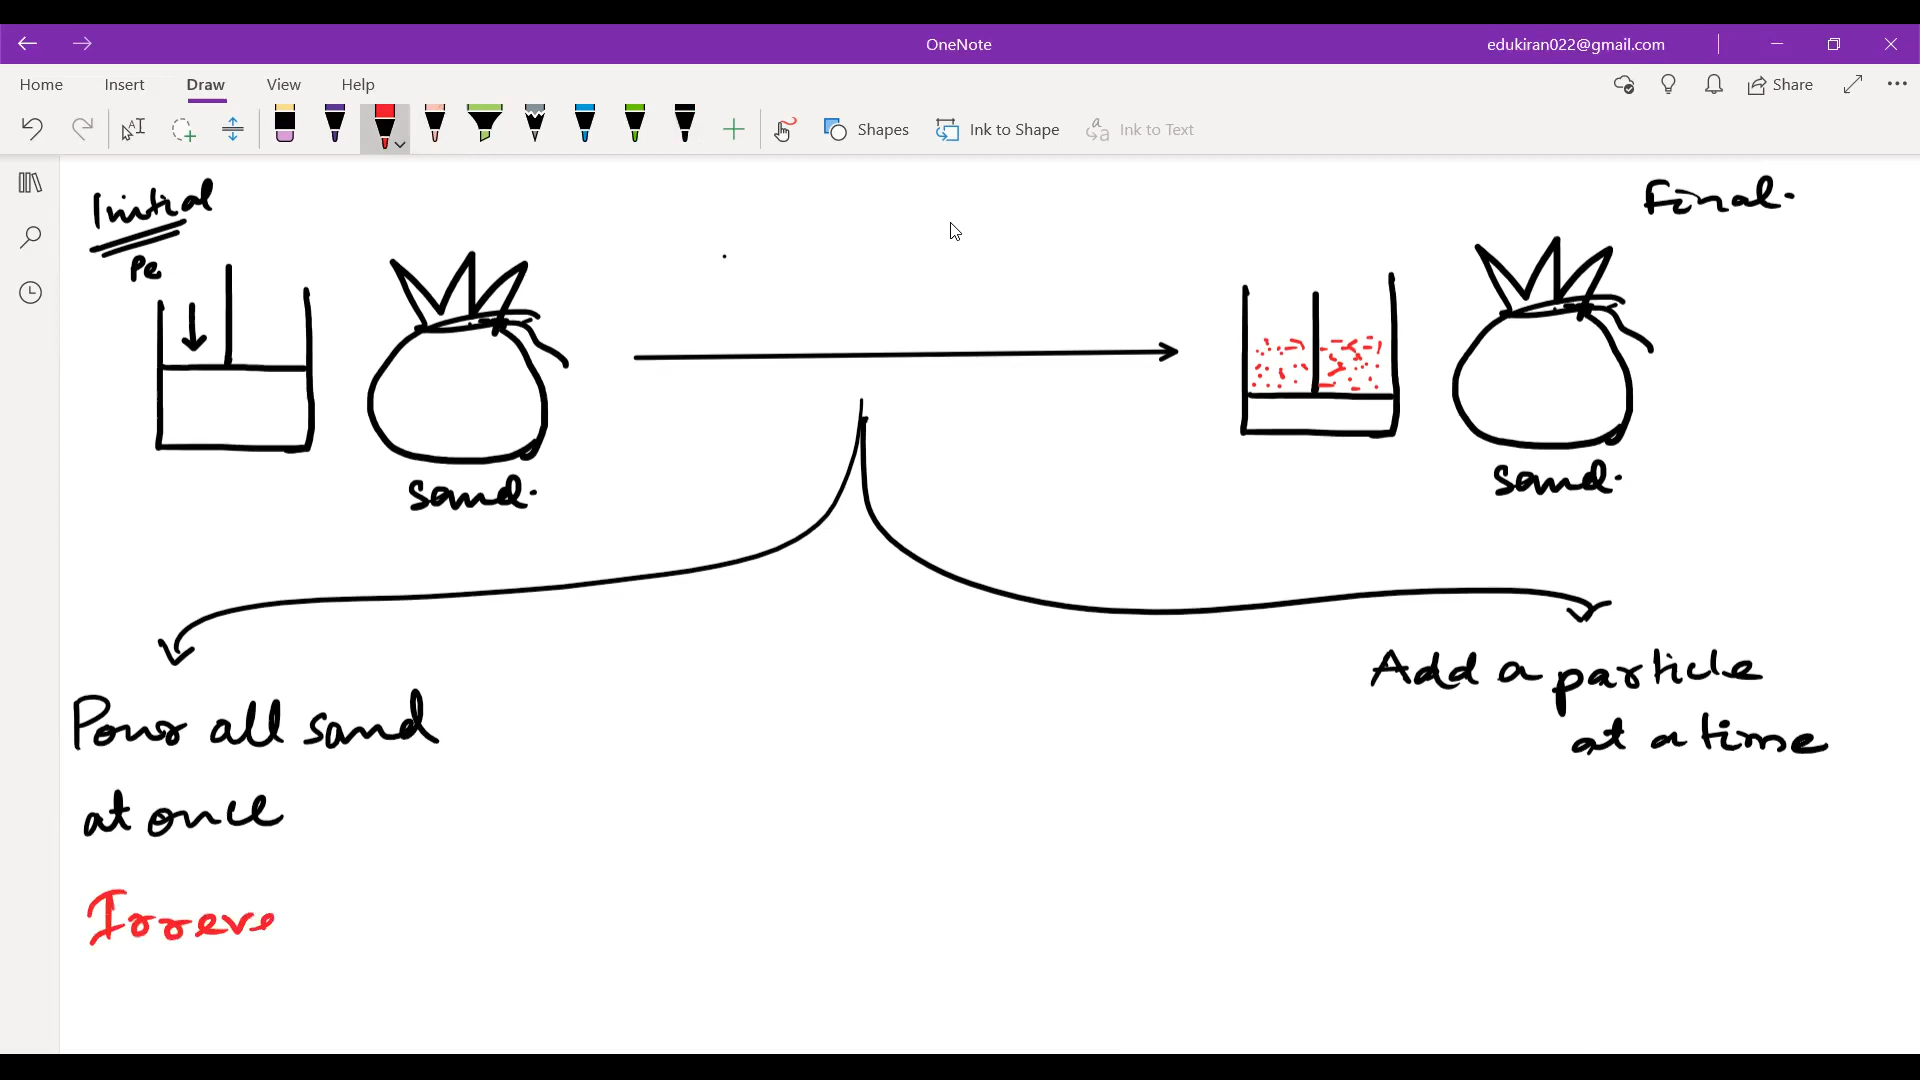 OneNote
edukiran022@gmail.com
Home Insert Draw View Help
Share
Shapes Ink to Shape Ink to Text
Initial
Final.
Pe
sand.
sand.
Pour all sand
at once
Add a particle
at a time
Irreve